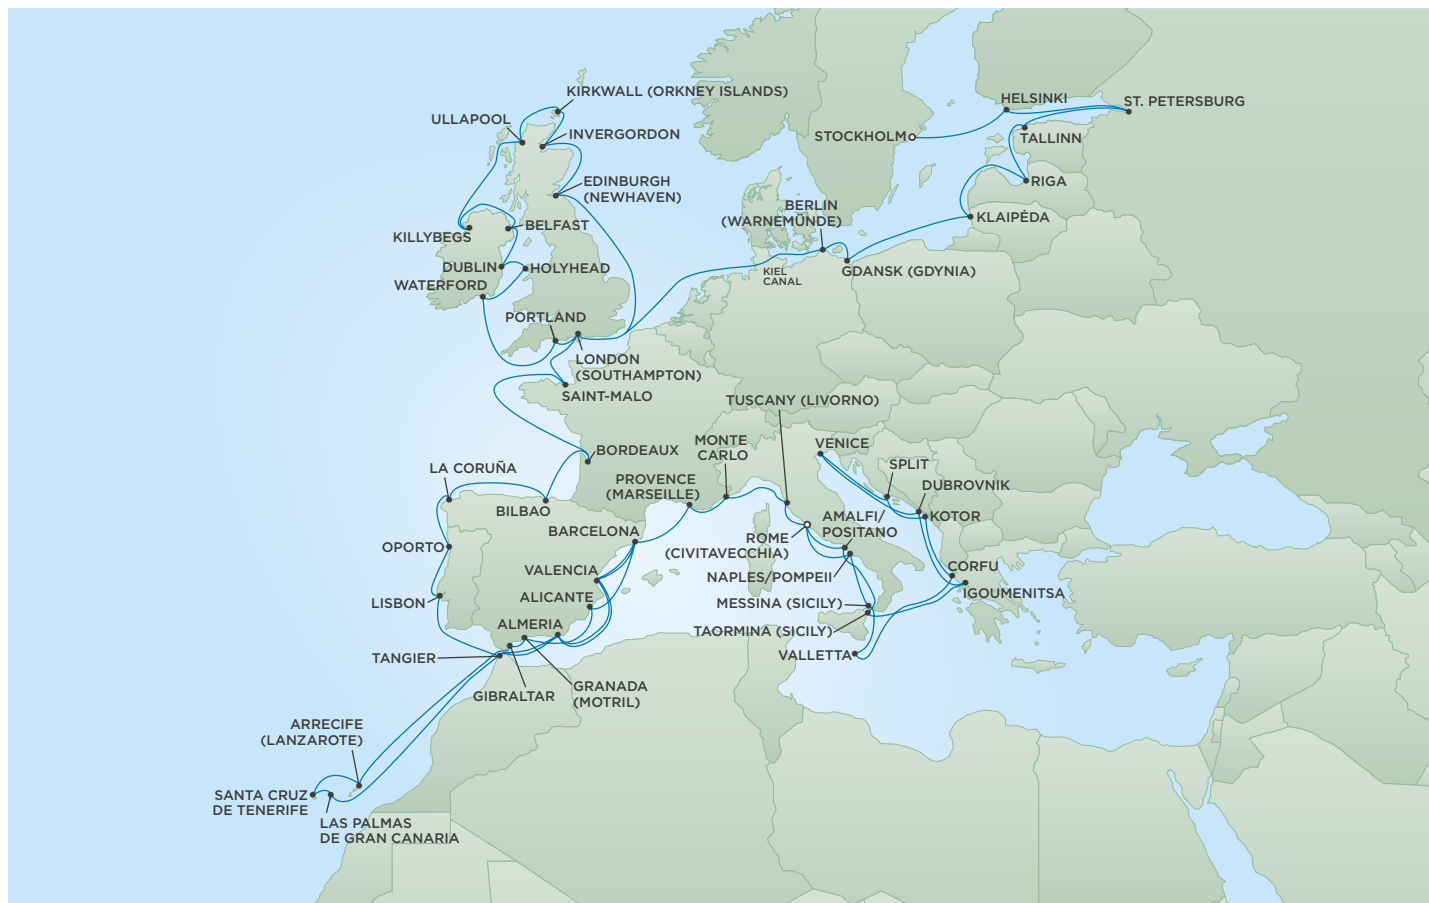 KIRKWALL (ORKNEY ISLANDS)
ULLAPOOL
INVERGORDON
EDINBURGH
(NEWHAVEN)
KILLYBEGS
BELFAST
DUBLIN
HOLYHEAD
WATERFORD
PORTLAND
LONDON
(SOUTHAMPTON)
SAINT-MALO
HELSINKI
ST. PETERSBURG
STOCKHOLM
TALLINN
RIGA
KLAIPĖDA
BERLIN
(WARNEMÜNDE)
GDANSK (GDYNIA)
KIEL
CANAL
TUSCANY (LIVORNO)
MONTE
CARLO
VENICE
SPLIT
DUBROVNIK
KOTOR
BORDEAUX
PROVENCE
(MARSEILLE)
LA CORUÑA
BILBAO
BARCELONA
AMALFI/
POSITANO
ROME
(CIVITAVECCHIA)
NAPLES/POMPEII
CORFU
IGOUMENITSA
OPORTO
VALENCIA
LISBON
ALICANTE
MESSINA (SICILY)
ALMERIA
TAORMINA (SICILY)
VALLETTA
TANGIER
GIBRALTAR
GRANADA
(MOTRIL)
ARRECIFE
(LANZAROTE)
SANTA CRUZ
DE TENERIFE
LAS PALMAS
DE GRAN CANARIA